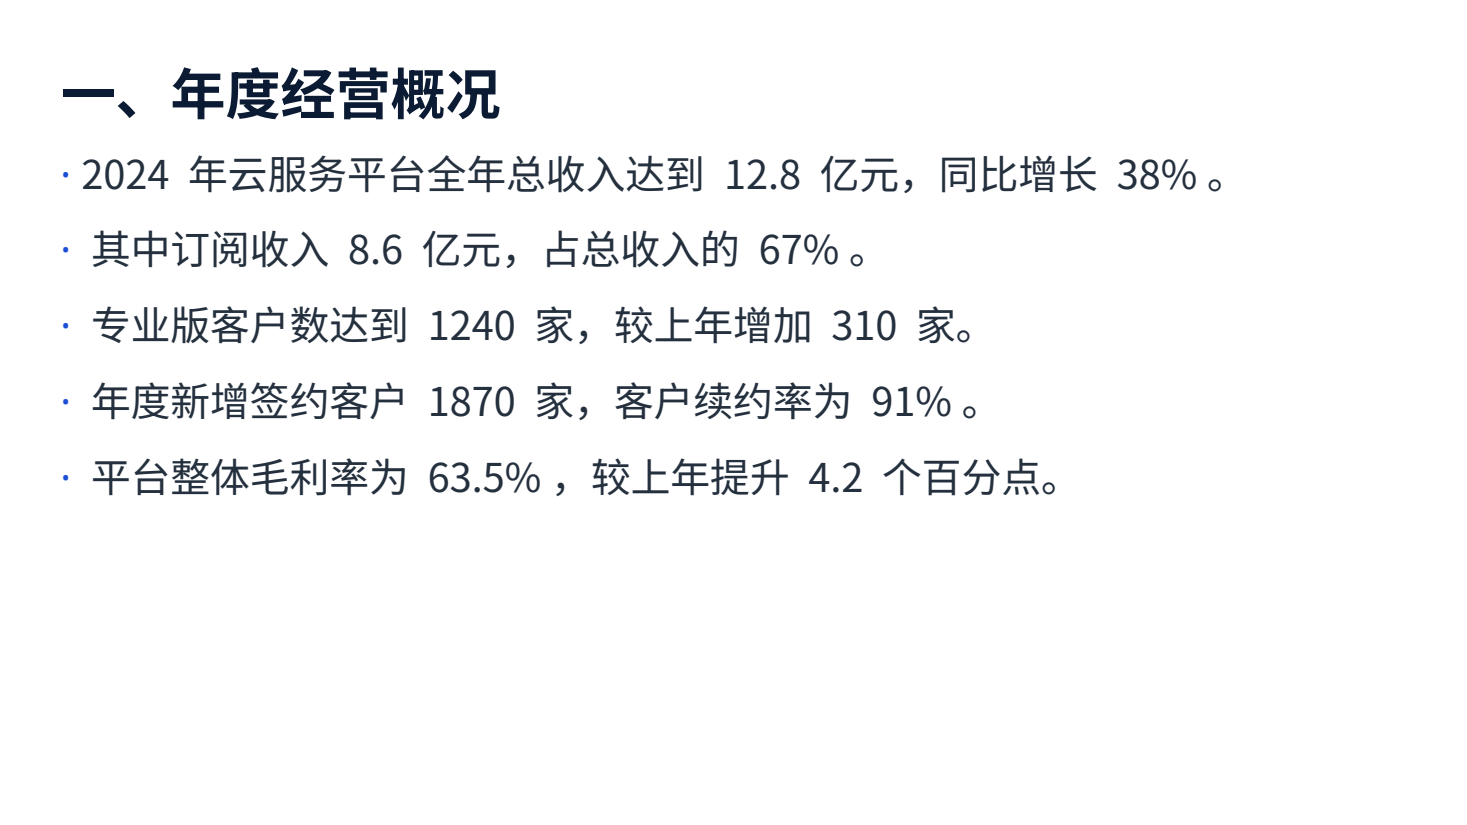 一、年度经营概况
· 2024 年云服务平台全年总收入达到 12.8 亿元，同比增长 38% 。
· 其中订阅收入 8.6 亿元，占总收入的 67% 。
· 专业版客户数达到 1240 家，较上年增加 310 家。
· 年度新增签约客户 1870 家，客户续约率为 91% 。
· 平台整体毛利率为 63.5% ，较上年提升 4.2 个百分点。